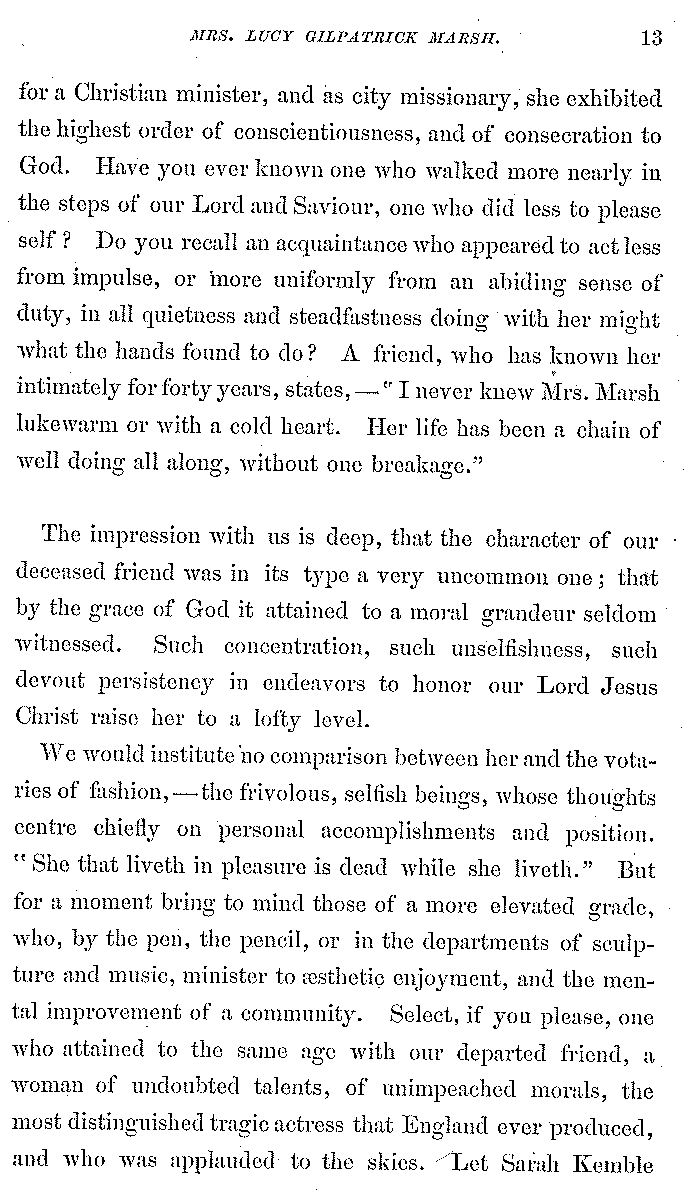 MRS. LUCY GILPATRICK MARSH. 13
for a Christian minister, and as city missionary, she exhibited
the highest order of conscientiousness, and of consecration to
God. Have you ever known one who walked more nearly in
the steps of our Lord and Saviour, one who did less to please
self? Do you recall an acquaintance who appeared to act less
from impulse, or more uniformly from an abiding sense of
duty, in all quietness and steadfastness doing with her might
what the hands found to do? A friend, who has known her
intimately for forty years, states,—"I never knew Mrs. Marsh
lukewarm or with a cold heart. Her life has been a chain of
well doing all along, without one breakage."
The impression with us is deep, that the character of our
deceased friend was in its type a very uncommon one; that
by the grace of God it attained to a moral grandeur seldom
witnessed. Such concentration, such unselfishness, such
devout persistency in endeavors to honor our Lord Jesus
Christ raise her to a lofty level.
We would institute no comparison between her and the vota-
ries of fashion,—the frivolous, selfish beings, whose thoughts
centre chiefly on personal accomplishments and position.
"She that liveth in pleasure is dead while she liveth." But
for a moment bring to mind those of a more elevated grade,
who, by the pen, the pencil, or in the departments of sculp-
ture and music, minister to æsthetic enjoyment, and the men-
tal improvement of a community. Select, if you please, one
who attained to the same age with our departed friend, a
woman of undoubted talents, of unimpeached morals, the
most distinguished tragic actress that England ever produced,
and who was applauded to the skies. Let Sarah Kemble